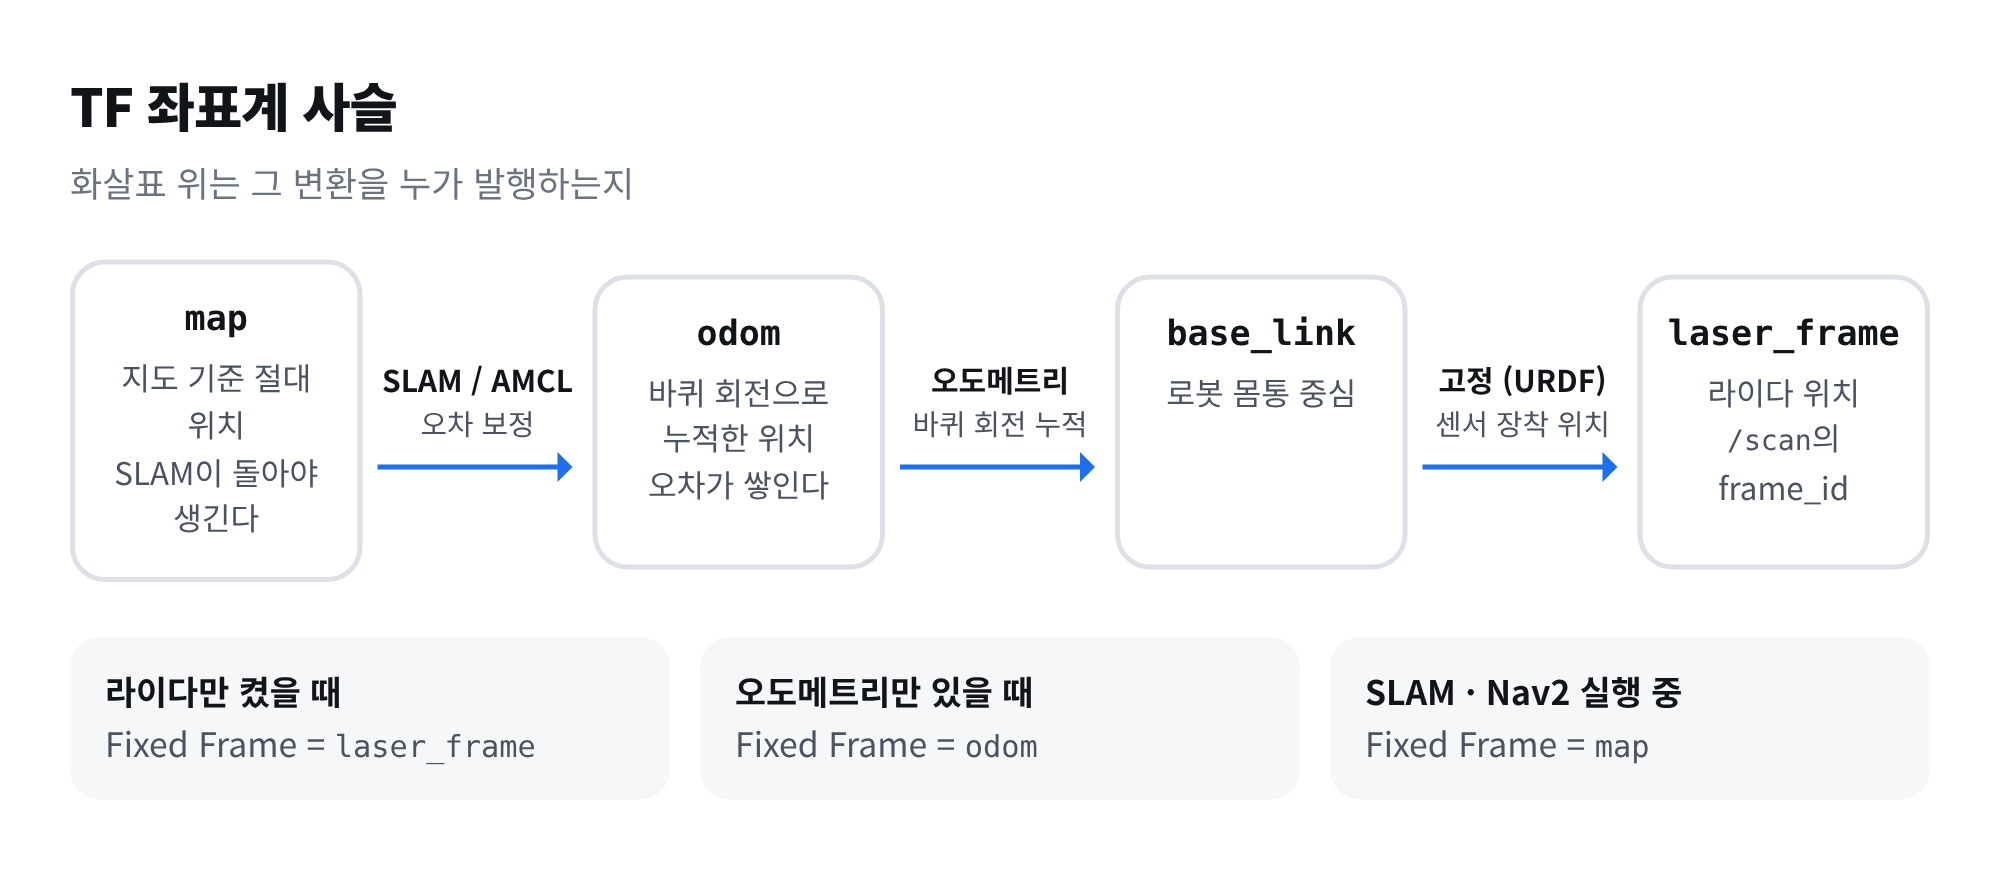 TF 좌표계 사슬
화살표 위는 그 변환을 누가 발행하는지
map
지도 기준 절대
위치
SLAM이 돌아야
생긴다
SLAM / AMCL
오차 보정
odom
바퀴 회전으로
누적한 위치
오차가 쌓인다
오도메트리
바퀴 회전 누적
base_link
로봇 몸통 중심
고정 (URDF)
센서 장착 위치
laser_frame
라이다 위치
/scan의
frame_id
라이다만 켰을 때
Fixed Frame = laser_frame
오도메트리만 있을 때
Fixed Frame = odom
SLAM · Nav2 실행 중
Fixed Frame = map